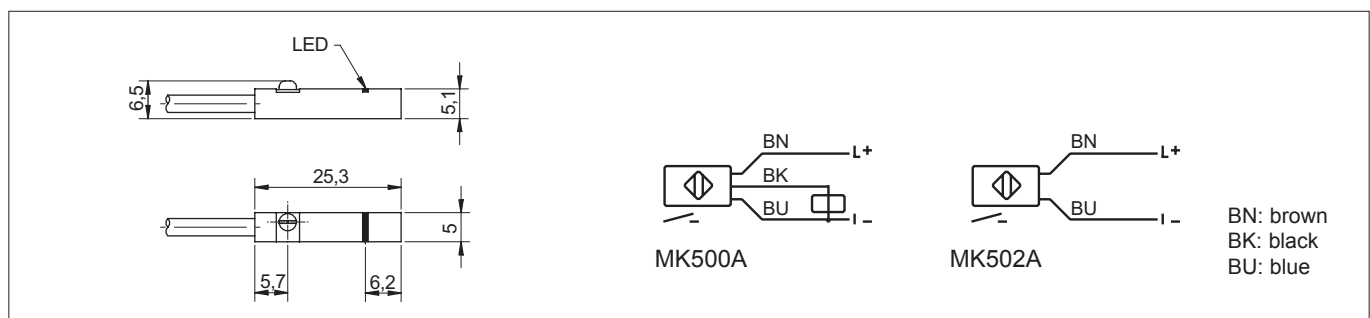 LED
6,5
5,1
25,3
5
5,7
6,2
BN
L+
BK
BU
L-
MK500A
BN
L+
BU
L-
MK502A
BN: brown
BK: black
BU: blue